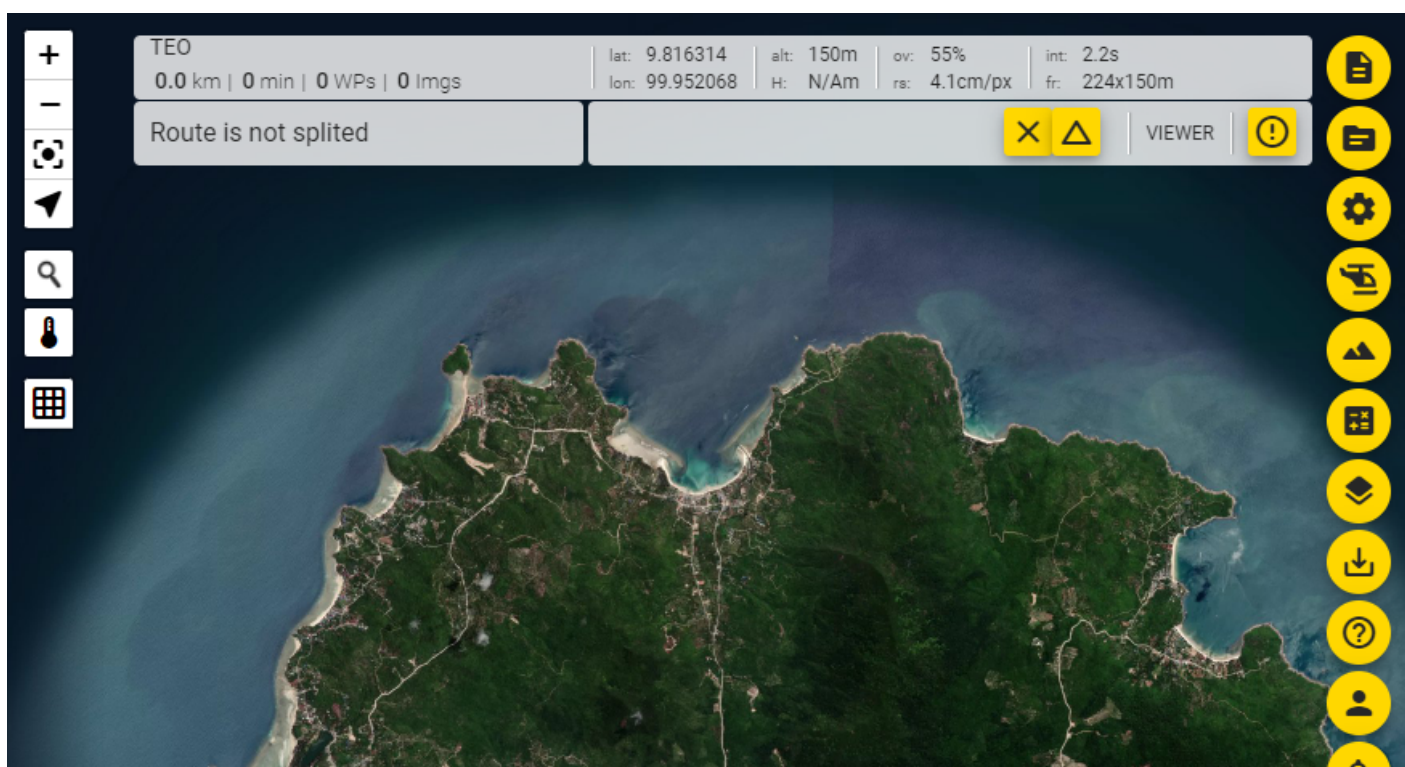 TEO
0.0 km | 0 min | 0 WPs | 0 Imgs
lat: 9.816314
lon: 99.952068
alt: 150m
H: N/Am
ov: 55%
rs: 4.1cm/px
int: 2.2s
fr: 224x150m
Route is not splited
VIEWER